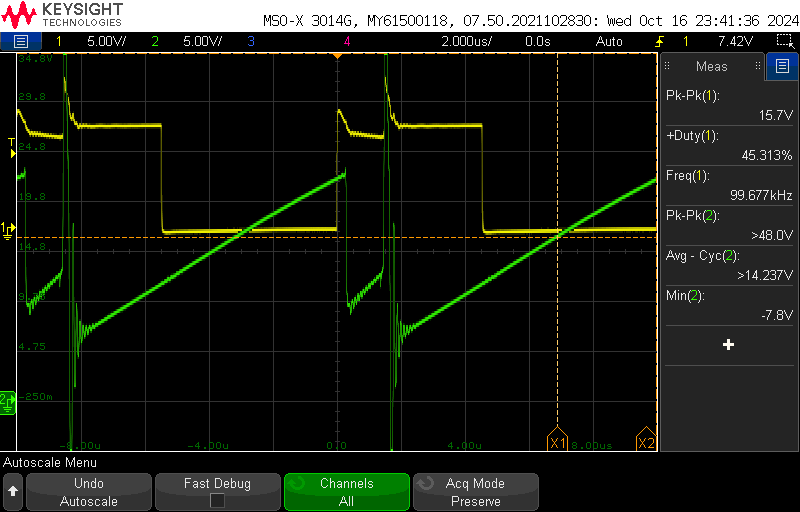 KEYSIGHT
TECHNOLOGIES
MSO-X 3014G, MY61500118, 07.50.2021102830: Wed Oct 16 23:41:36 2024
1 5.00V/ 2 5.00V/ 3 4 2.000us/ 0.0s Auto 1 7.42V
34.8V
29.8
24.8
19.8
14.8
4.75
-250m
T
1
2
-8.00u -4.00u 0.0 4.00u 8.00us
X1 X2
Meas
Pk-Pk(1):
15.7V
+Duty(1):
45.313%
Freq(1):
99.677kHz
Pk-Pk(2):
>48.0V
Avg - Cyc(2):
>14.237V
Min(2):
-7.8V
Autoscale Menu
Undo
Autoscale
Fast Debug
Channels
All
Acq Mode
Preserve